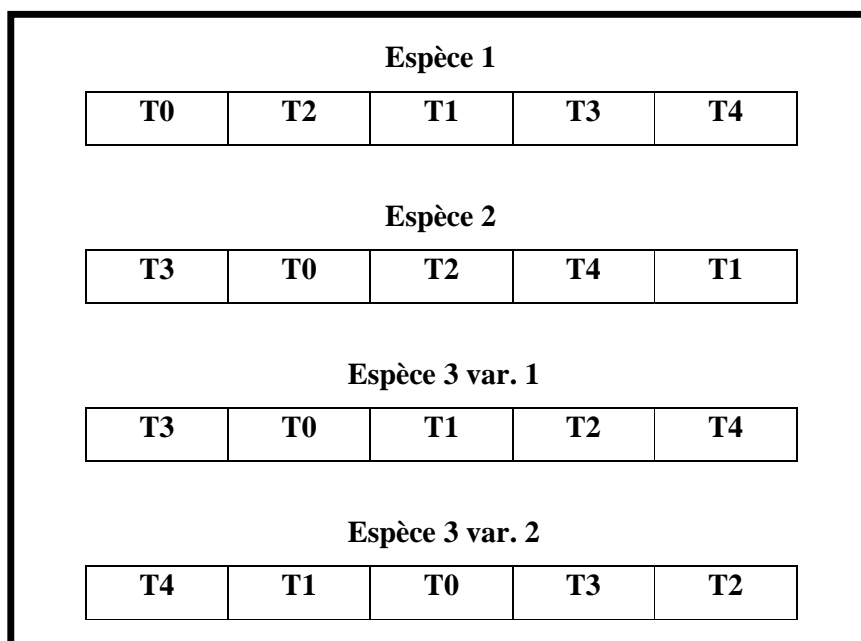 Espèce 1
T0 T2 T1 T3 T4
Espèce 2
T3 T0 T2 T4 T1
Espèce 3 var. 1
T3 T0 T1 T2 T4
Espèce 3 var. 2
T4 T1 T0 T3 T2